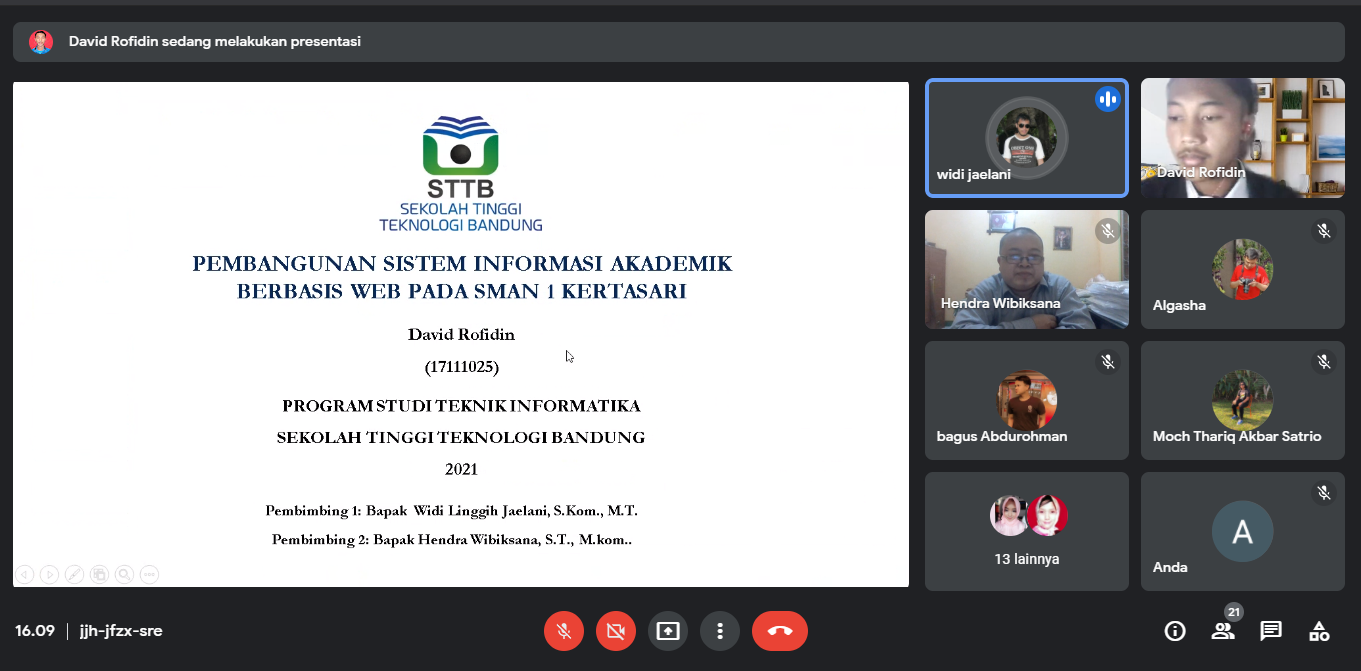 David Rofidin sedang melakukan presentasi
STTB
SEKOLAH TINGGI
TEKNOLOGI BANDUNG
PEMBANGUNAN SISTEM INFORMASI AKADEMIK
BERBASIS WEB PADA SMAN 1 KERTASARI
David Rofidin
(17111025)
PROGRAM STUDI TEKNIK INFORMATIKA
SEKOLAH TINGGI TEKNOLOGI BANDUNG
2021
Pembimbing 1: Bapak Widi Linggih Jaelani, S.Kom., M.T.
Pembimbing 2: Bapak Hendra Wibiksana, S.T., M.kom..
widi jaelani
David Rofidin
Hendra Wibiksana
Algasha
bagus Abdurohman
Moch Thariq Akbar Satrio
13 lainnya
A
Anda
16.09 | jjh-jfzx-sre
21